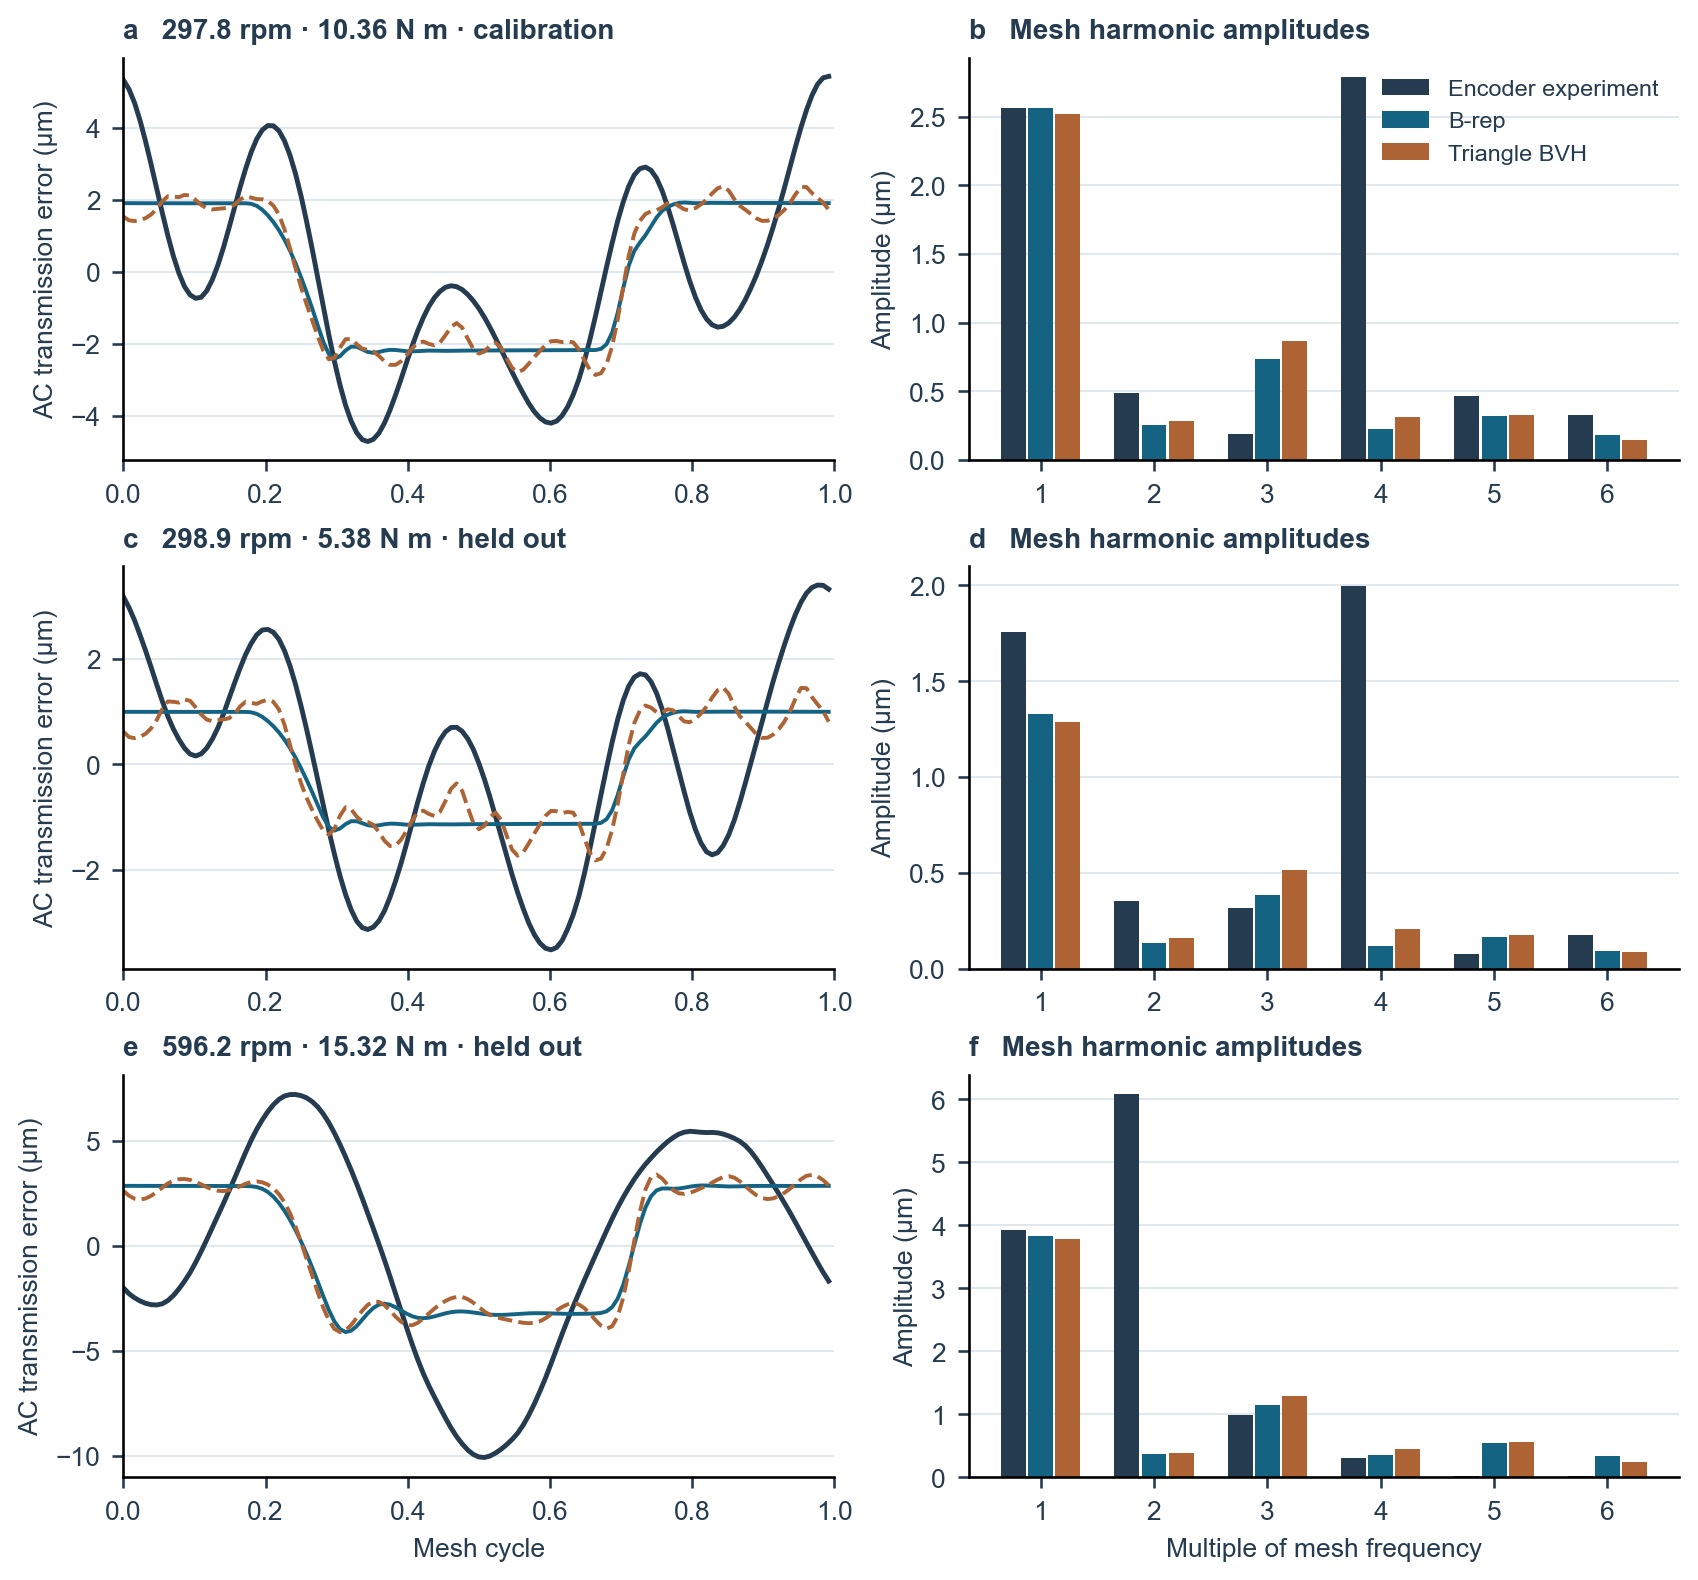 a 297.8 rpm · 10.36 N m · calibration
AC transmission error (μm)
4
2
0
−2
−4
0.0 0.2 0.4 0.6 0.8 1.0
b Mesh harmonic amplitudes
Encoder experiment
B-rep
Triangle BVH
Amplitude (μm)
2.5
2.0
1.5
1.0
0.5
0.0
1 2 3 4 5 6
c 298.9 rpm · 5.38 N m · held out
AC transmission error (μm)
2
0
−2
0.0 0.2 0.4 0.6 0.8 1.0
d Mesh harmonic amplitudes
Amplitude (μm)
2.0
1.5
1.0
0.5
0.0
1 2 3 4 5 6
e 596.2 rpm · 15.32 N m · held out
AC transmission error (μm)
5
0
−5
−10
0.0 0.2 0.4 0.6 0.8 1.0
Mesh cycle
f Mesh harmonic amplitudes
Amplitude (μm)
6
5
4
3
2
1
0
1 2 3 4 5 6
Multiple of mesh frequency